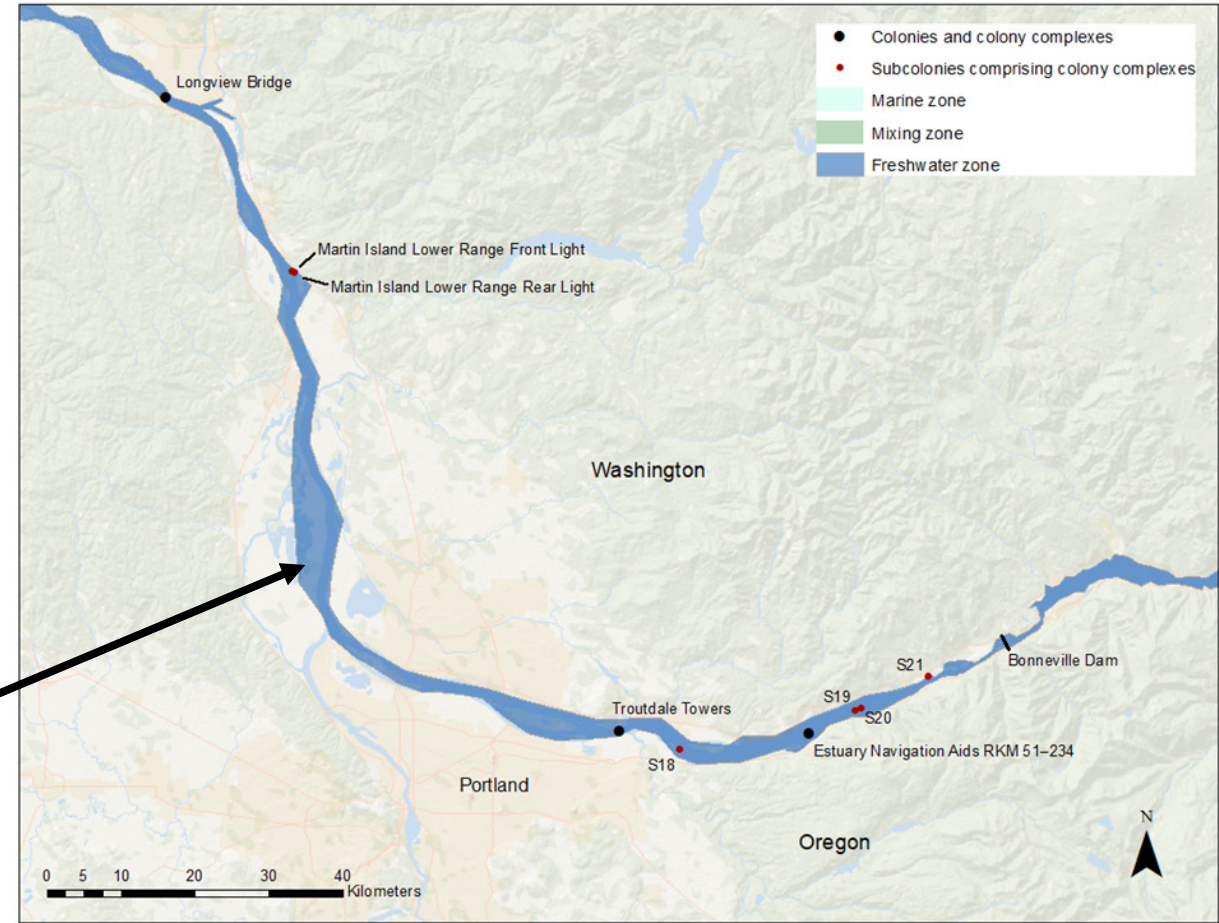 Colonies and colony complexes
Subcolonies comprising colony complexes
Marine zone
Mixing zone
Freshwater zone
Longview Bridge
Martin Island Lower Range Front Light
Martin Island Lower Range Rear Light
Washington
Bonneville Dam
S21
S19
S20
Troutdale Towers
Estuary Navigation Aids RKM 51–234
S18
Portland
Oregon
N
0 5 10 20 30 40
Kilometers